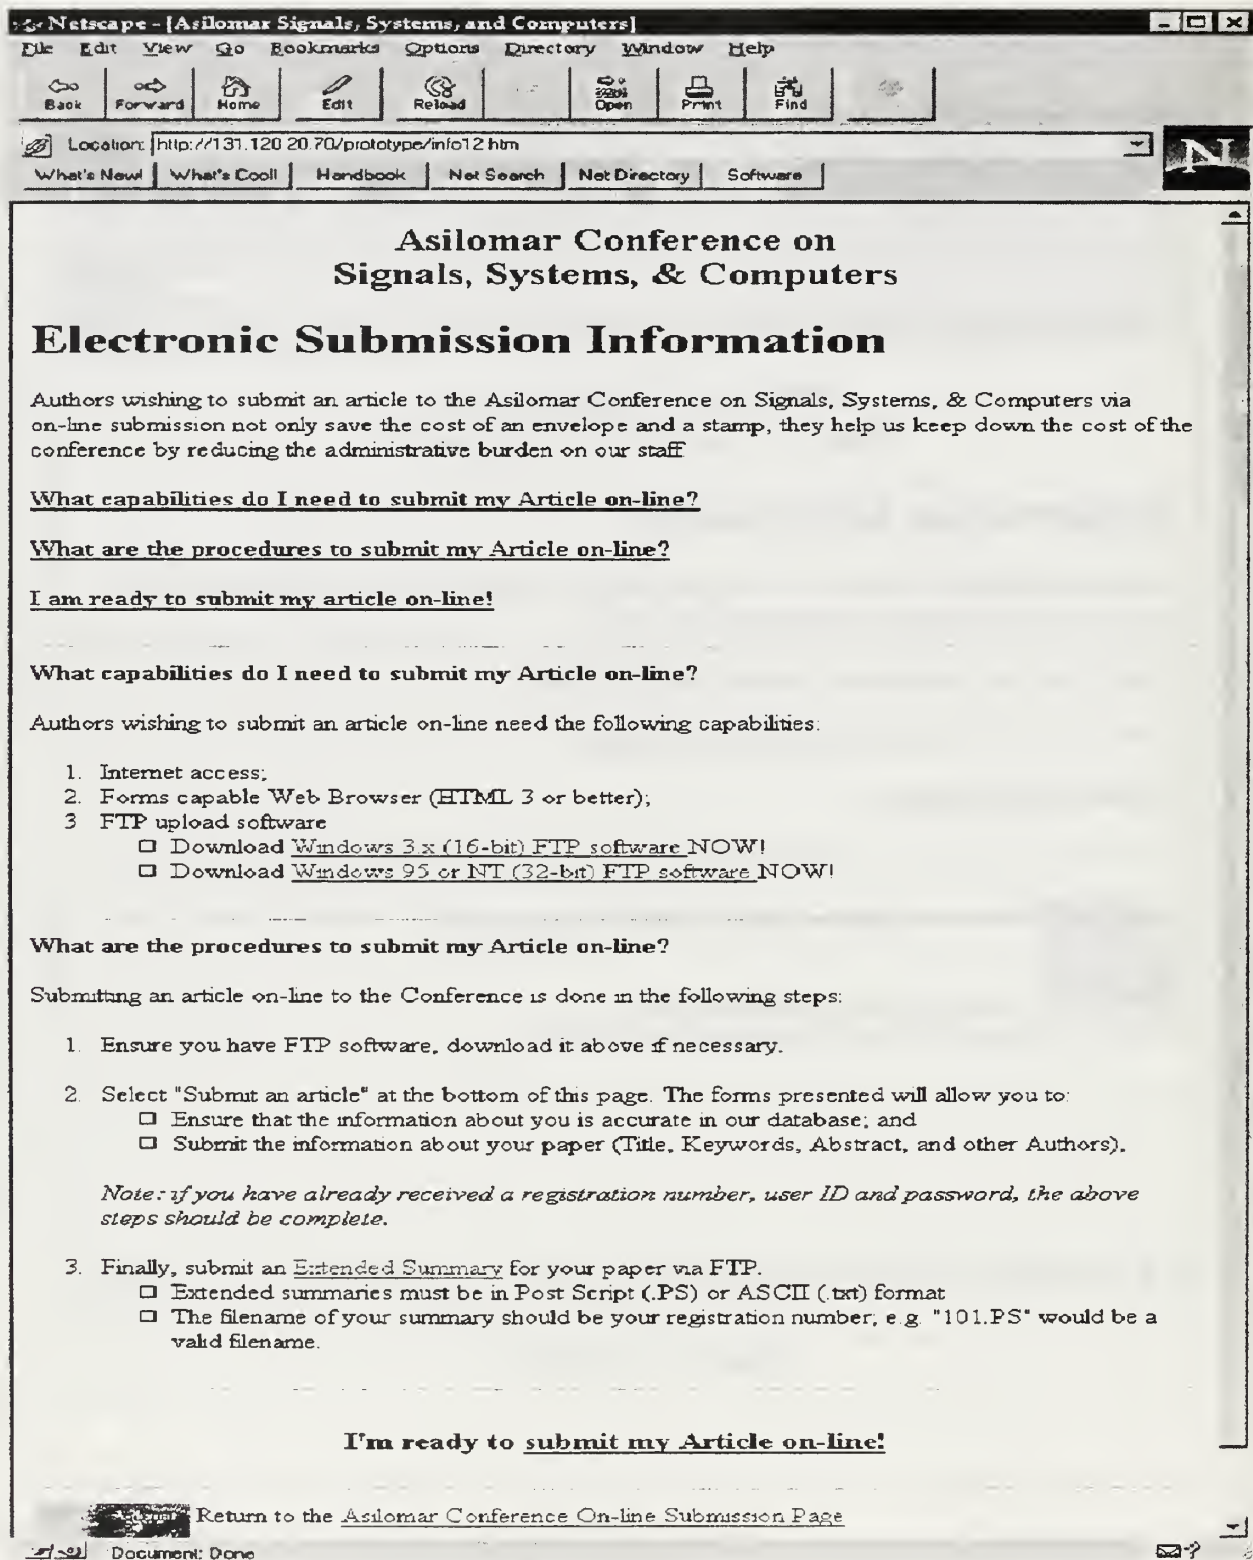 Netscape - [Asilomar Signals, Systems, and Computers]
File Edit View Go Bookmarks Options Directory Window Help
Back Forward Home Edit Reload Open Print Find
Location: http://131.120.20.70/prototype/info12.htm
What's New! What's Cool! Handbook Net Search Net Directory Software
N
Asilomar Conference on
Signals, Systems, & Computers
Electronic Submission Information
Authors wishing to submit an article to the Asilomar Conference on Signals, Systems, & Computers via
on-line submission not only save the cost of an envelope and a stamp, they help us keep down the cost of the
conference by reducing the administrative burden on our staff.
What capabilities do I need to submit my Article on-line?
What are the procedures to submit my Article on-line?
I am ready to submit my article on-line!
What capabilities do I need to submit my Article on-line?
Authors wishing to submit an article on-line need the following capabilities:
1. Internet access;
2. Forms capable Web Browser (HTML 3 or better);
3. FTP upload software
Download Windows 3.x (16-bit) FTP software NOW!
Download Windows 95 or NT (32-bit) FTP software NOW!
What are the procedures to submit my Article on-line?
Submitting an article on-line to the Conference is done in the following steps:
1. Ensure you have FTP software, download it above if necessary.
2. Select "Submit an article" at the bottom of this page. The forms presented will allow you to:
Ensure that the information about you is accurate in our database; and
Submit the information about your paper (Title, Keywords, Abstract, and other Authors).
Note: if you have already received a registration number, user ID and password, the above
steps should be complete.
3. Finally, submit an Extended Summary for your paper via FTP.
Extended summaries must be in Post Script (.PS) or ASCII (.txt) format
The filename of your summary should be your registration number; e.g. "101.PS" would be a
valid filename.
I'm ready to submit my Article on-line!
Return to the Asilomar Conference On-line Submission Page
Document: Done